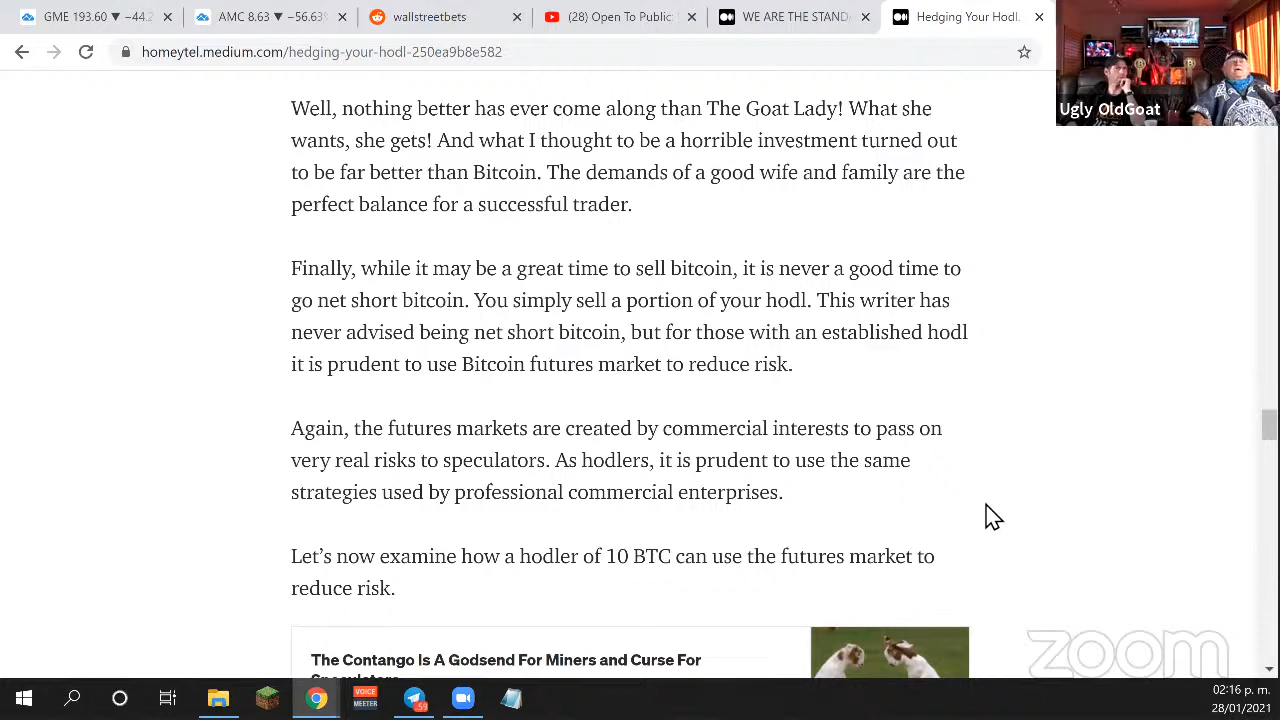 GME 193.60 ▼ -44.2
AMC 8.63 ▼ -56.63%
wallstreetbets
(28) Open To Public:
WE ARE THE STAND
Hedging Your Hodl.
Ugly OldGoat
Well, nothing better has ever come along than The Goat Lady! What she
wants, she gets! And what I thought to be a horrible investment turned out
to be far better than Bitcoin. The demands of a good wife and family are the
perfect balance for a successful trader.
Finally, while it may be a great time to sell bitcoin, it is never a good time to
go net short bitcoin. You simply sell a portion of your hodl. This writer has
never advised being net short bitcoin, but for those with an established hodl
it is prudent to use Bitcoin futures market to reduce risk.
Again, the futures markets are created by commercial interests to pass on
very real risks to speculators. As hodlers, it is prudent to use the same
strategies used by professional commercial enterprises.
Let's now examine how a hodler of 10 BTC can use the futures market to
reduce risk.
The Contango Is A Godsend For Miners and Curse For
zoom
VOICE
MEETER
59
02:16 p. m.
28/01/2021